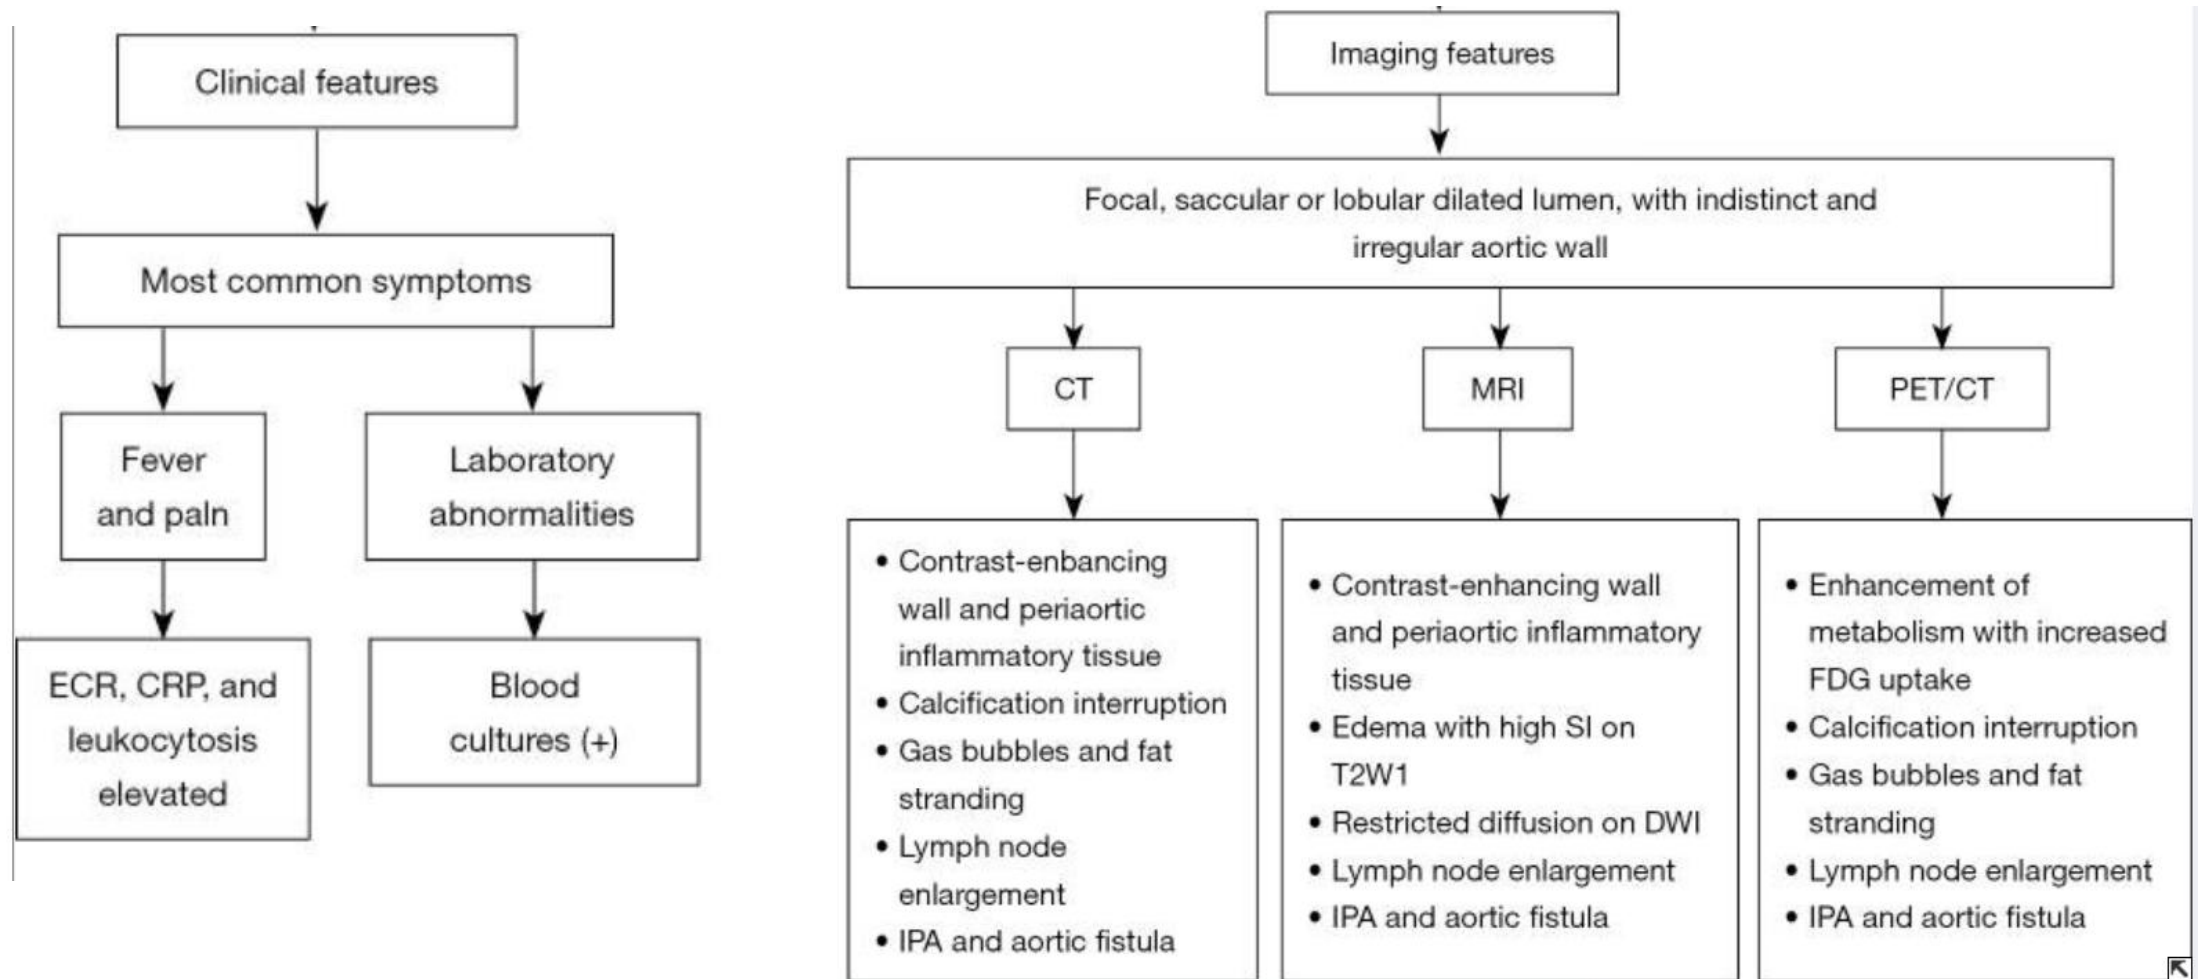 Clinical features
Most common symptoms
Fever
and paln
Laboratory
abnormalities
ECR, CRP, and
leukocytosis
elevated
Blood
cultures (+)
Imaging features
Focal, saccular or lobular dilated lumen, with indistinct and
irregular aortic wall
CT
MRI
PET/CT
• Contrast-enbancing
wall and periaortic
inflammatory tissue
• Calcification interruption
• Gas bubbles and fat
stranding
• Lymph node
enlargement
• IPA and aortic fistula
• Contrast-enhancing wall
and periaortic inflammatory
tissue
• Edema with high SI on
T2W1
• Restricted diffusion on DWI
• Lymph node enlargement
• IPA and aortic fistula
• Enhancement of
metabolism with increased
FDG uptake
• Calcification interruption
• Gas bubbles and fat
stranding
• Lymph node enlargement
• IPA and aortic fistula